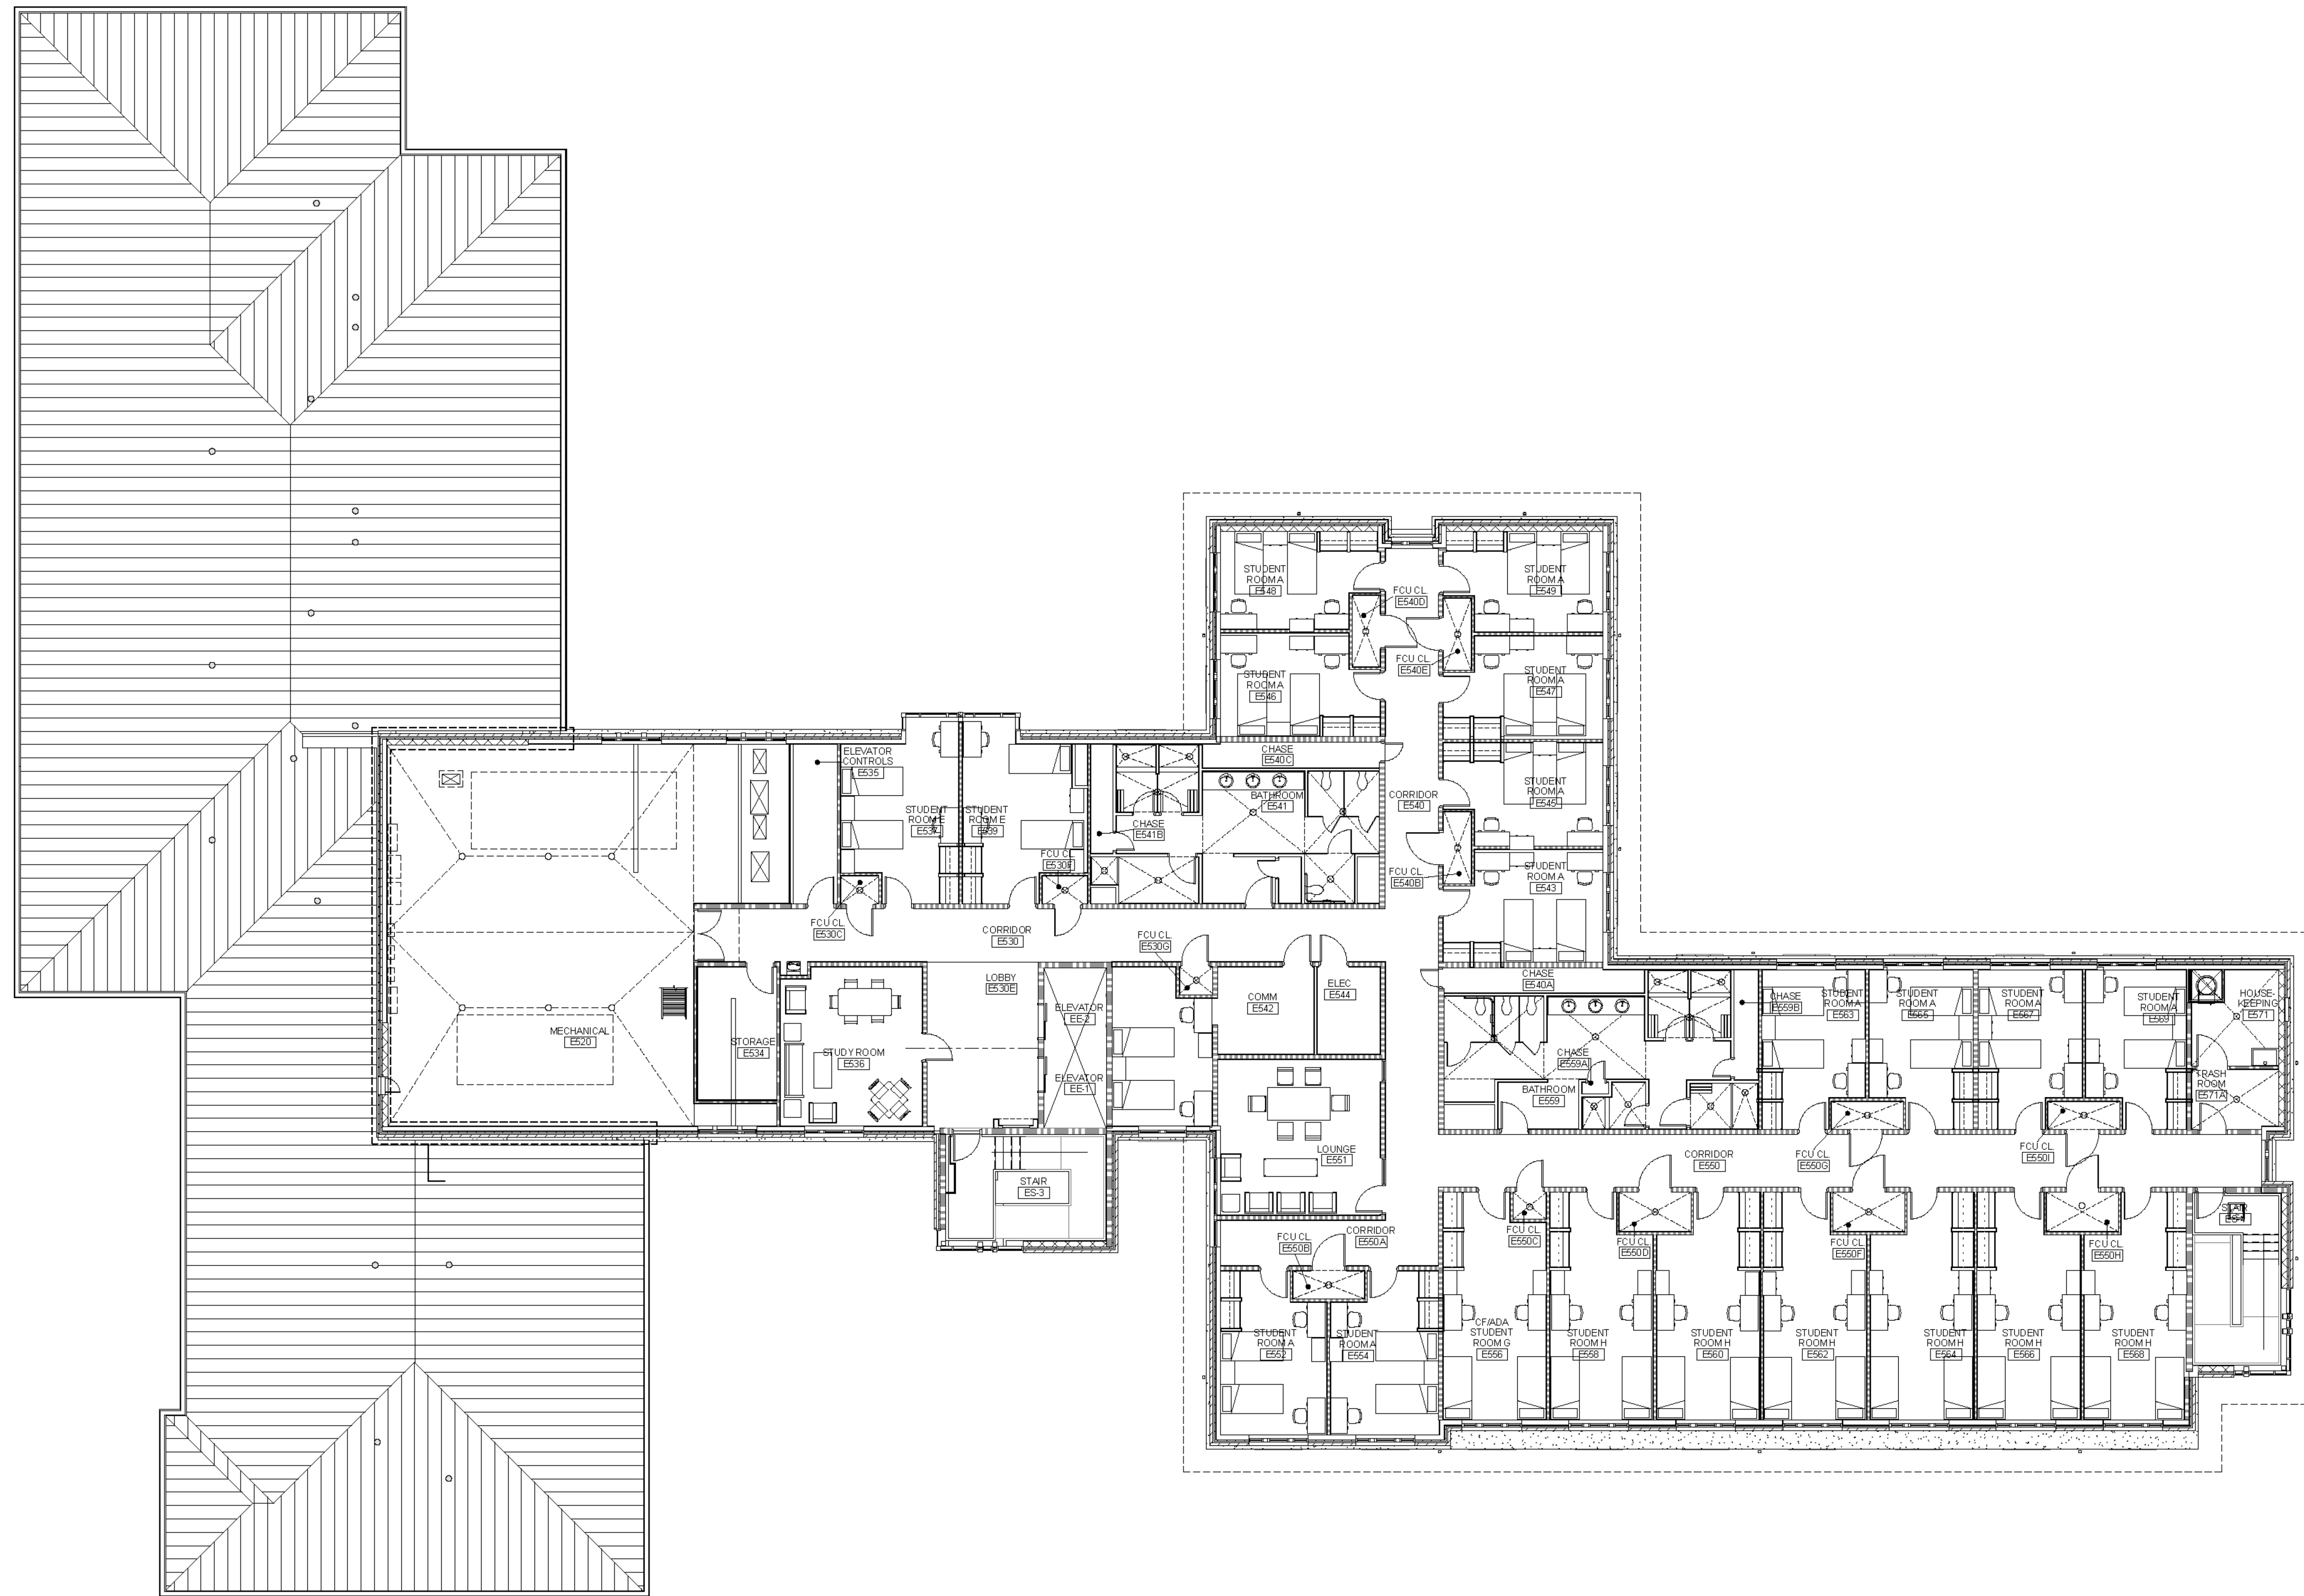 STUDENT
ROOM A
E548
STUDENT
ROOM A
E549
FCU CL.
E540D
FCU CL.
E540E
STUDENT
ROOM A
E546
STUDENT
ROOM A
E547
ELEVATOR
CONTROLS
E535
STUDENT
ROOM E
E537
STUDENT
ROOM E
E539
FCU CL.
E530F
CHASE
E541B
CHASE
E540C
BATHROOM
E541
CORRIDOR
E540
STUDENT
ROOM A
E545
FCU CL.
E540B
STUDENT
ROOM A
E543
FCU CL.
E530C
CORRIDOR
E530
FCU CL.
E530G
MECHANICAL
E520
STORAGE
E534
STUDY ROOM
E536
LOBBY
E530E
ELEVATOR
EE-2
ELEVATOR
EE-1
COMM
E542
ELEC
E544
CHASE
E540A
CHASE
E559A
BATHROOM
E559
CHASE
E559B
STUDENT
ROOM A
E563
STUDENT
ROOM A
E565
STUDENT
ROOM A
E567
STUDENT
ROOM A
E569
HOUSE-
KEEPING
E571
TRASH
ROOM
E571A
STAIR
ES-3
LOUNGE
E551
CORRIDOR
E550
FCU CL.
E550G
FCU CL.
E550I
FCU CL.
E550B
CORRIDOR
E550A
FCU CL.
E550C
FCU CL.
E550D
FCU CL.
E550F
FCU CL.
E550H
STAIR
STUDENT
ROOM A
E552
STUDENT
ROOM A
E554
CF/ADA
STUDENT
ROOM G
E556
STUDENT
ROOM H
E558
STUDENT
ROOM H
E560
STUDENT
ROOM H
E562
STUDENT
ROOM H
E564
STUDENT
ROOM H
E566
STUDENT
ROOM H
E568